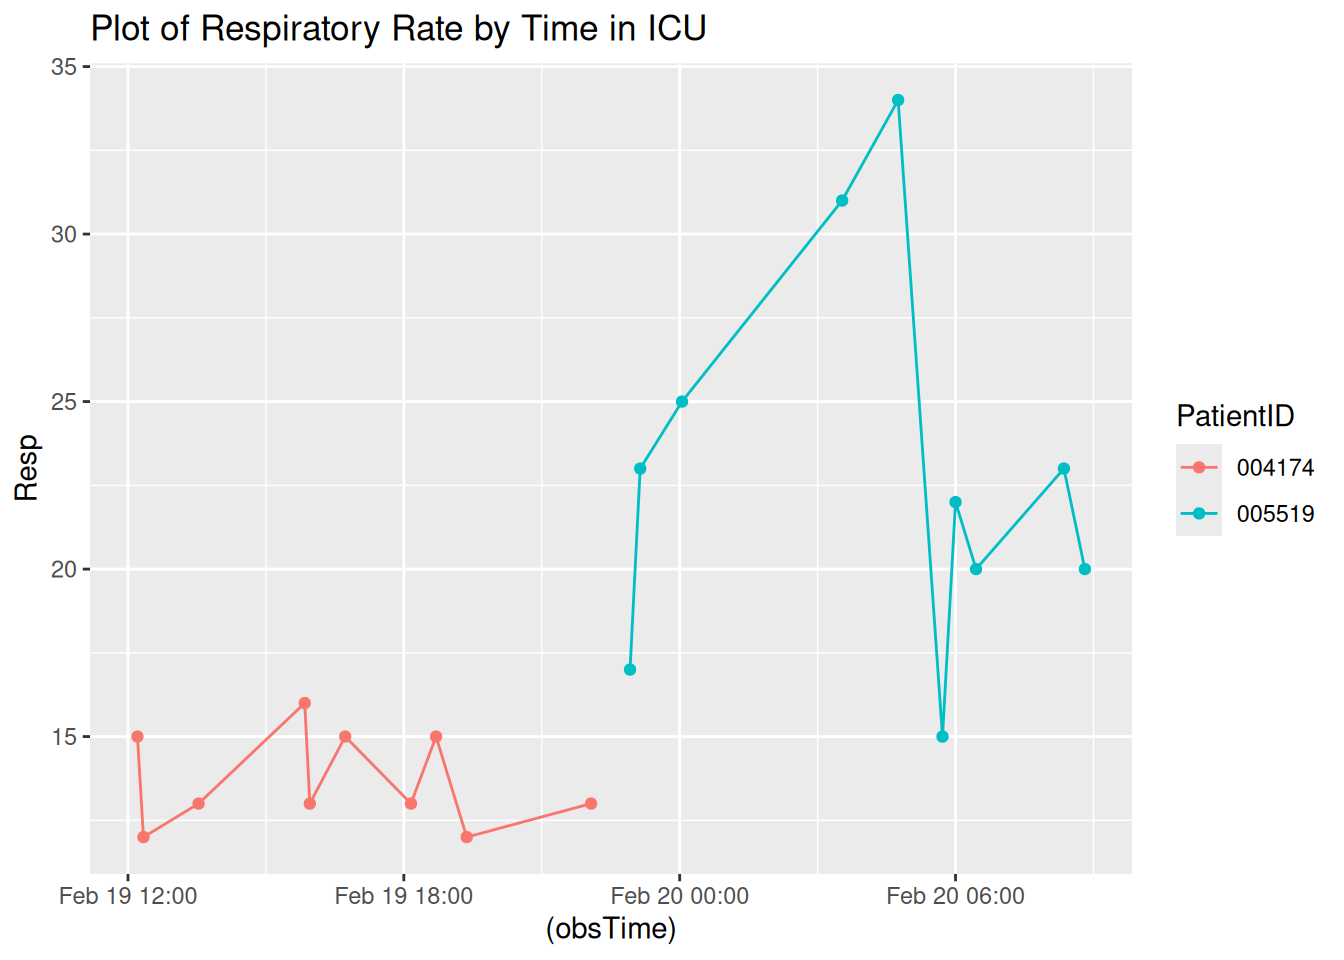 Plot of Respiratory Rate by Time in ICU
35
30
25
20
15
Resp
Feb 19 12:00
Feb 19 18:00
Feb 20 00:00
Feb 20 06:00
(obsTime)
PatientID
004174
005519